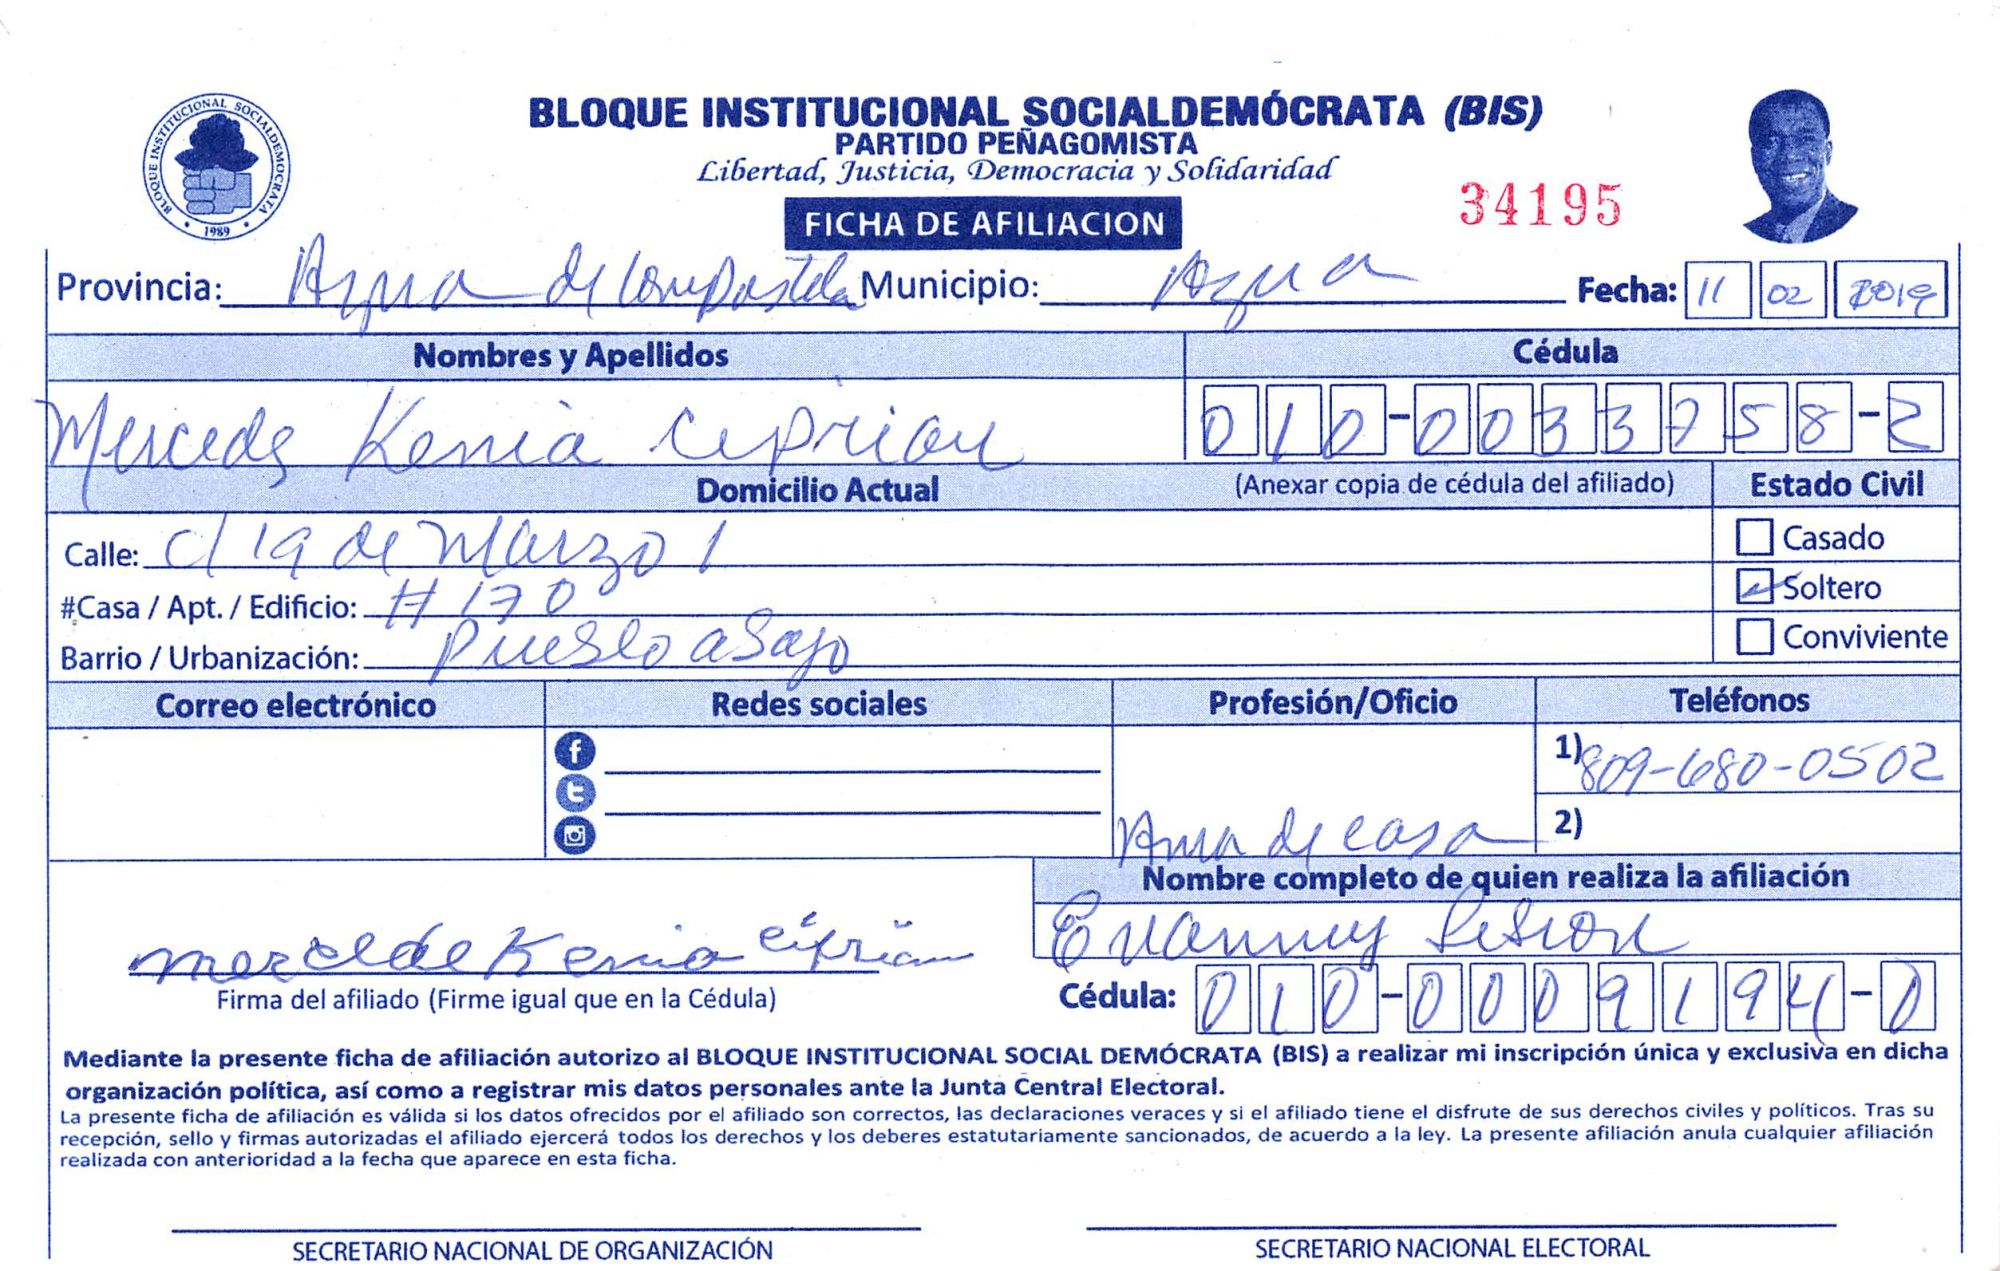 BLOQUE INSTITUCIONAL SOCIALDEMOCRATA
1989
BLOQUE INSTITUCIONAL SOCIALDEMÓCRATA (BIS)
PARTIDO PEÑAGOMISTA
Libertad, Justicia, Democracia y Solidaridad
34195
FICHA DE AFILIACION
Provincia: Azua de Compostela Municipio: Azua Fecha: 11 02 2019
Nombres y Apellidos Cédula
Mercede Kenia Ciprian 010-0033758-2
Domicilio Actual (Anexar copia de cédula del afiliado) Estado Civil
Calle: c/ 19 de Marzo 1 Casado
#Casa / Apt. / Edificio: # 170 Soltero
Barrio / Urbanización: Pueblo abajo Conviviente
Correo electrónico Redes sociales Profesión/Oficio Teléfonos
1) 809-680-0502
Ama de casa 2)
Nombre completo de quien realiza la afiliación
Evanny
mercede Kenia ciprian
Firma del afiliado (Firme igual que en la Cédula) Cédula: 010-0009194-0
Mediante la presente ficha de afiliación autorizo al BLOQUE INSTITUCIONAL SOCIAL DEMÓCRATA (BIS) a realizar mi inscripción única y exclusiva en dicha
organización política, así como a registrar mis datos personales ante la Junta Central Electoral.
La presente ficha de afiliación es válida si los datos ofrecidos por el afiliado son correctos, las declaraciones veraces y si el afiliado tiene el disfrute de sus derechos civiles y políticos. Tras su
recepción, sello y firmas autorizadas el afiliado ejercerá todos los derechos y los deberes estatutariamente sancionados, de acuerdo a la ley. La presente afiliación anula cualquier afiliación
realizada con anterioridad a la fecha que aparece en esta ficha.
SECRETARIO NACIONAL DE ORGANIZACIÓN SECRETARIO NACIONAL ELECTORAL